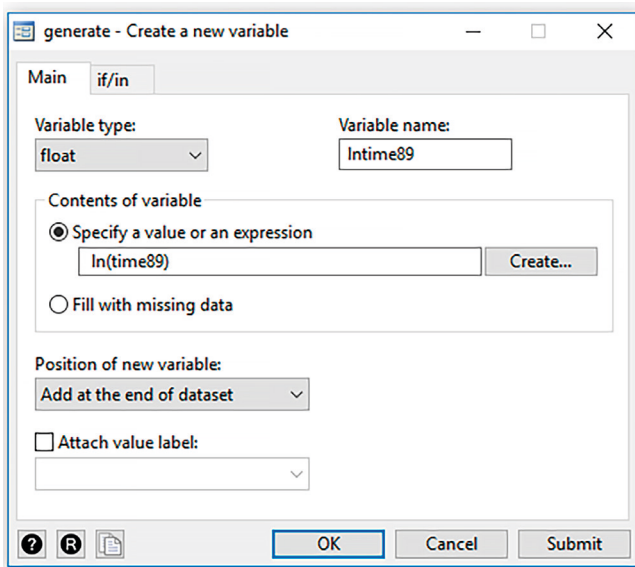 generate - Create a new variable
Main
if/in
Variable type:
Variable name:
float
lntime89
Contents of variable
Specify a value or an expression
ln(time89)
Create...
Fill with missing data
Position of new variable:
Add at the end of dataset
Attach value label:
?
R
OK
Cancel
Submit